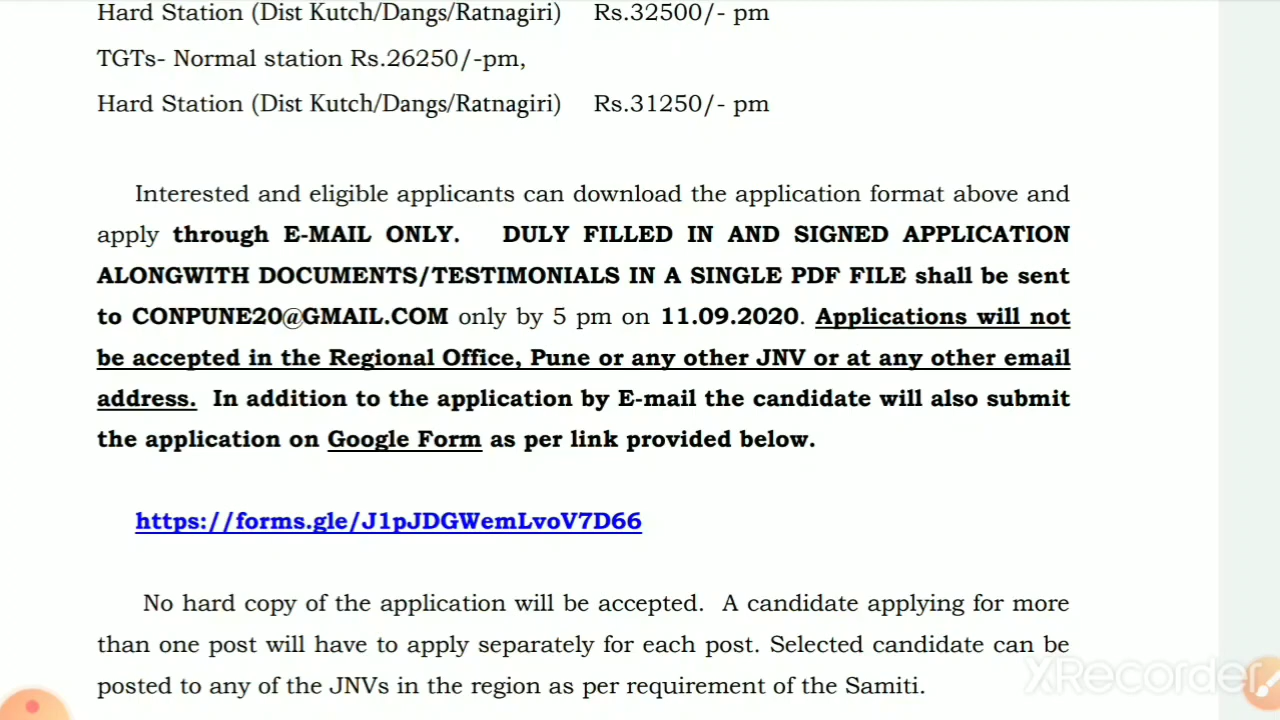 Hard Station (Dist Kutch/Dangs/Ratnagiri) Rs.32500/- pm
TGTs- Normal station Rs.26250/-pm,
Hard Station (Dist Kutch/Dangs/Ratnagiri) Rs.31250/- pm
Interested and eligible applicants can download the application format above and
apply through E-MAIL ONLY. DULY FILLED IN AND SIGNED APPLICATION
ALONGWITH DOCUMENTS/TESTIMONIALS IN A SINGLE PDF FILE shall be sent
to CONPUNE20@GMAIL.COM only by 5 pm on 11.09.2020. Applications will not
be accepted in the Regional Office, Pune or any other JNV or at any other email
address. In addition to the application by E-mail the candidate will also submit
the application on Google Form as per link provided below.
https://forms.gle/J1pJDGWemLvoV7D66
No hard copy of the application will be accepted. A candidate applying for more
than one post will have to apply separately for each post. Selected candidate can be
posted to any of the JNVs in the region as per requirement of the Samiti.
XRecorder